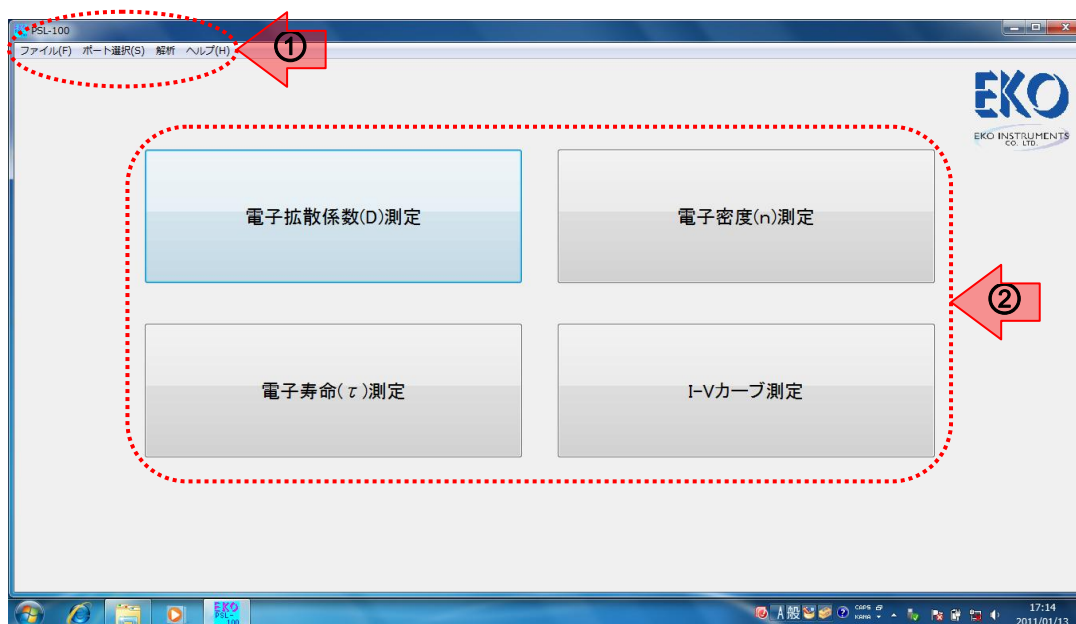 PSL-100
ファイル(F) ポート選択(S) 解析 ヘルプ(H)
①
EKO
EKO INSTRUMENTS
CO. LTD.
電子拡散係数(D)測定
電子密度(n)測定
②
電子寿命(τ)測定
I-Vカーブ測定
EKO
PSL-
100
A 般
CAPS
KANA
17:14
2011/01/13